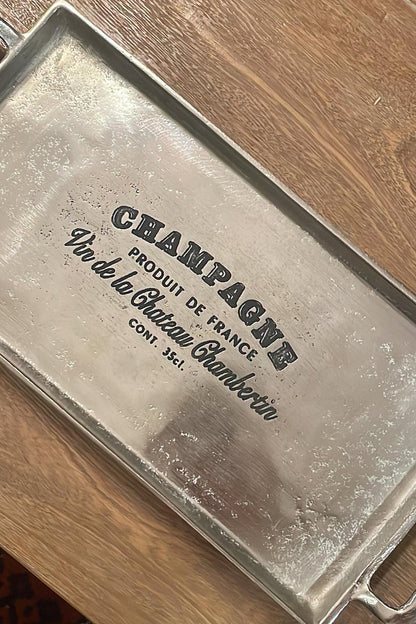 CHAMPAGNE
PRODUIT DE FRANCE
Vin de la Chateau Chambertin
CONT. 35cl.